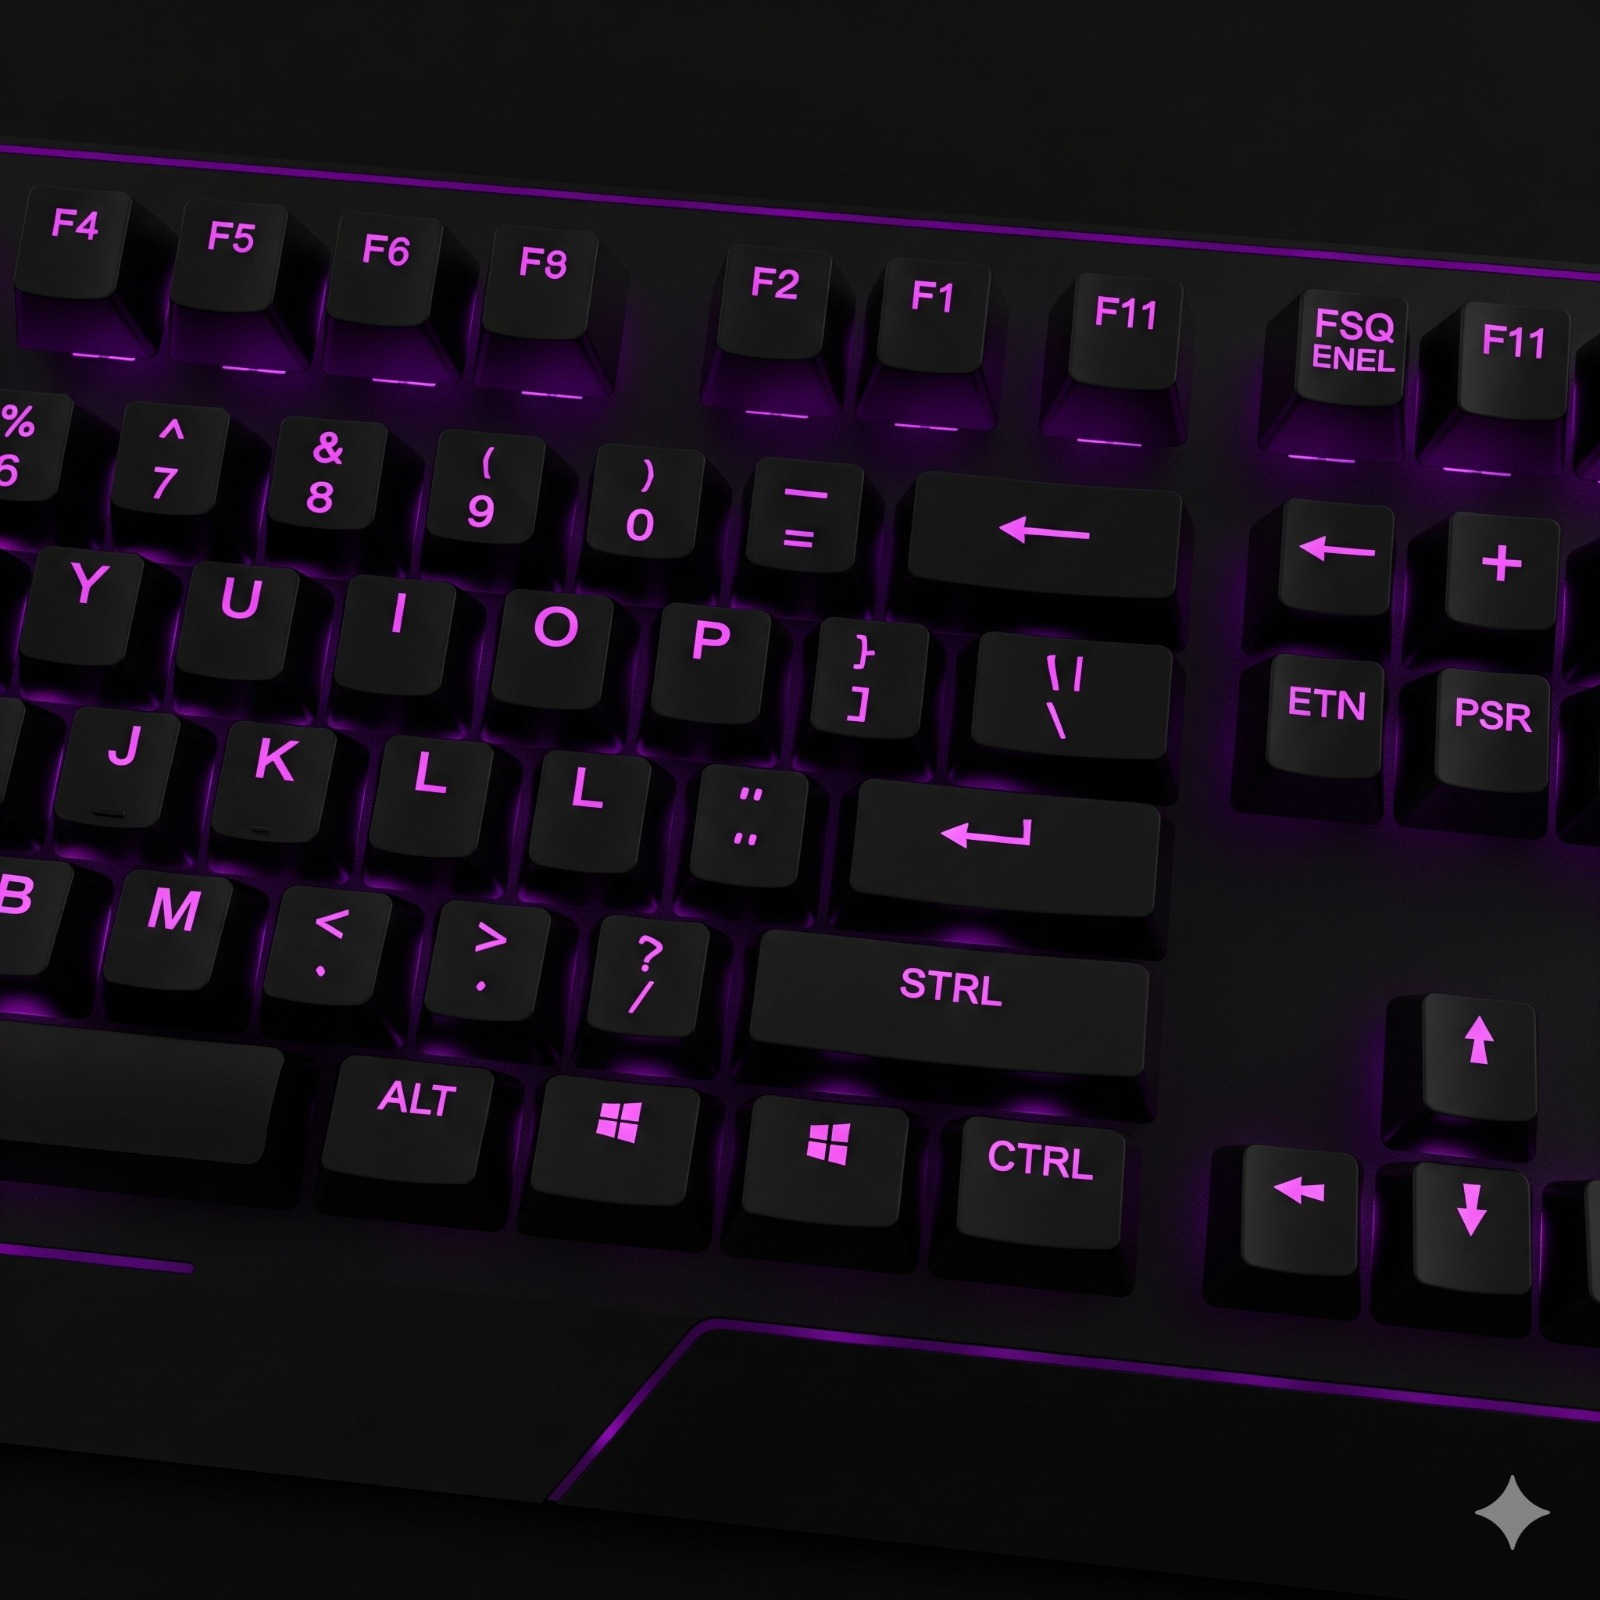 F4 F5 F6 F9 F2 F1 F11 FSQ F11
ENEL
% ^ & ( ) —
6 7 8 9 0 = ← ← +
Y U I O P } \|
] \
ETN PSR
J K L L " ←
"
B M < > ? STRL
. . /
↑
ALT CTRL
← ↓